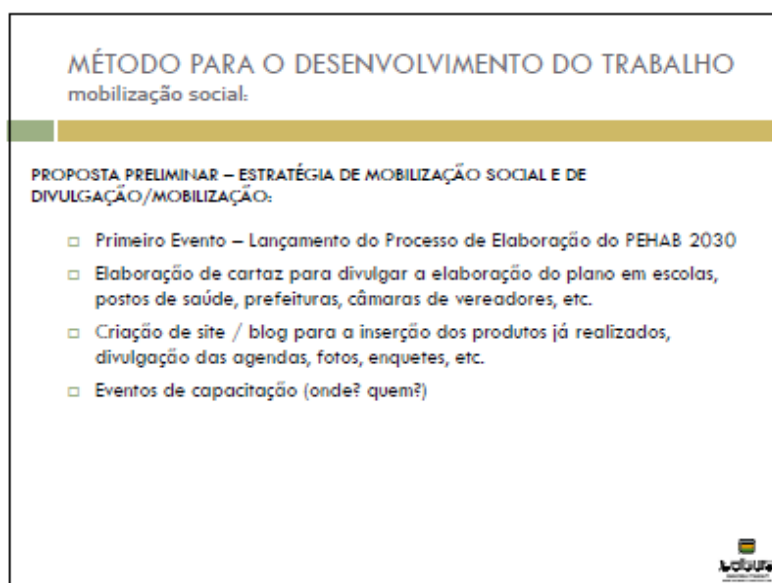 MÉTODO PARA O DESENVOLVIMENTO DO TRABALHO
mobilização social:
PROPOSTA PRELIMINAR – ESTRATÉGIA DE MOBILIZAÇÃO SOCIAL E DE
DIVULGAÇÃO/MOBILIZAÇÃO:
Primeiro Evento – Lançamento do Processo de Elaboração do PEHAB 2030
Elaboração de cartaz para divulgar a elaboração do plano em escolas,
postos de saúde, prefeituras, câmaras de vereadores, etc.
Criação de site / blog para a inserção dos produtos já realizados,
divulgação das agendas, fotos, enquetes, etc.
Eventos de capacitação (onde? quem?)